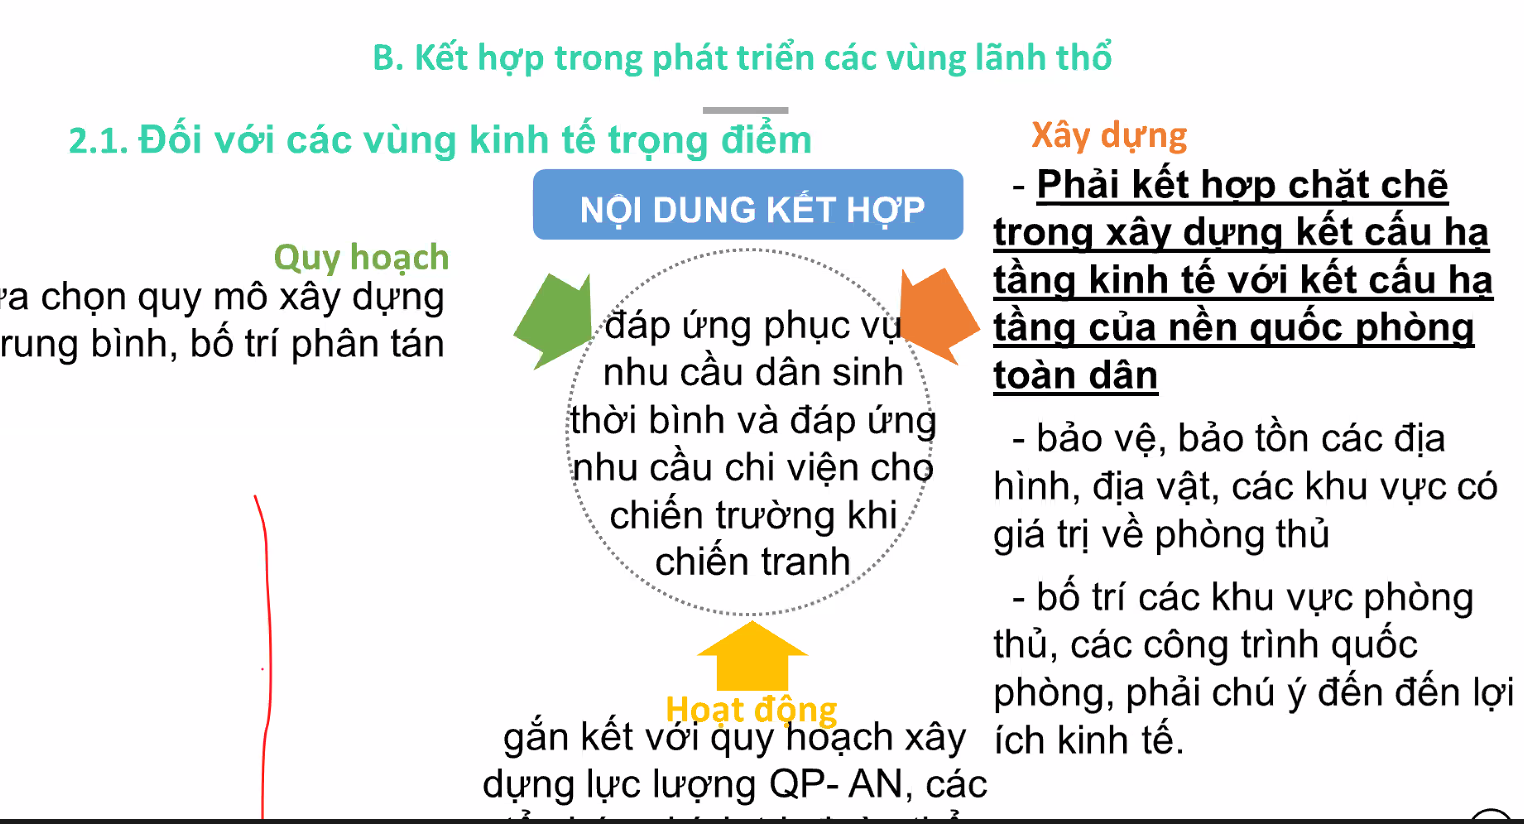 B. Kết hợp trong phát triển các vùng lãnh thổ
2.1. Đối với các vùng kinh tế trọng điểm
NỘI DUNG KẾT HỢP
Quy hoạch
chọn quy mô xây dựng
bình, bố trí phân tán
đáp ứng phục vụ
nhu cầu dân sinh
thời bình và đáp ứng
nhu cầu chi viện cho
chiến trường khi
chiến tranh
Xây dựng
- Phải kết hợp chặt chẽ
trong xây dựng kết cấu hạ
tầng kinh tế với kết cấu hạ
tầng của nền quốc phòng
toàn dân
- bảo vệ, bảo tồn các địa
hình, địa vật, các khu vực có
giá trị về phòng thủ
- bố trí các khu vực phòng
thủ, các công trình quốc
phòng, phải chú ý đến đến lợi
ích kinh tế.
Hoạt động
gắn kết với quy hoạch xây
dựng lực lượng QP- AN, các